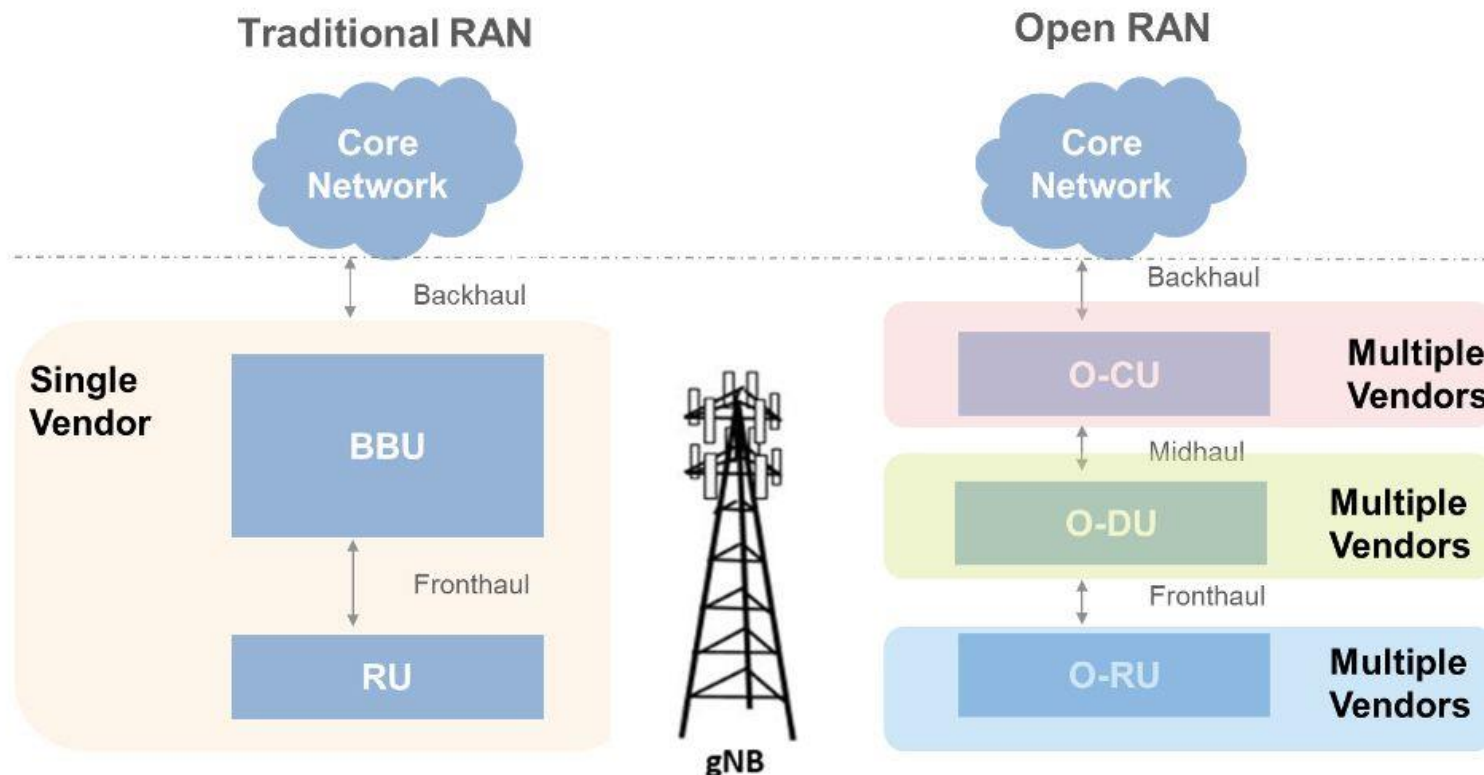 Traditional RAN
Core
Network
Backhaul
Single
Vendor
BBU
Fronthaul
RU
gNB
Open RAN
Core
Network
Backhaul
O-CU
Multiple
Vendors
Midhaul
O-DU
Multiple
Vendors
Fronthaul
O-RU
Multiple
Vendors